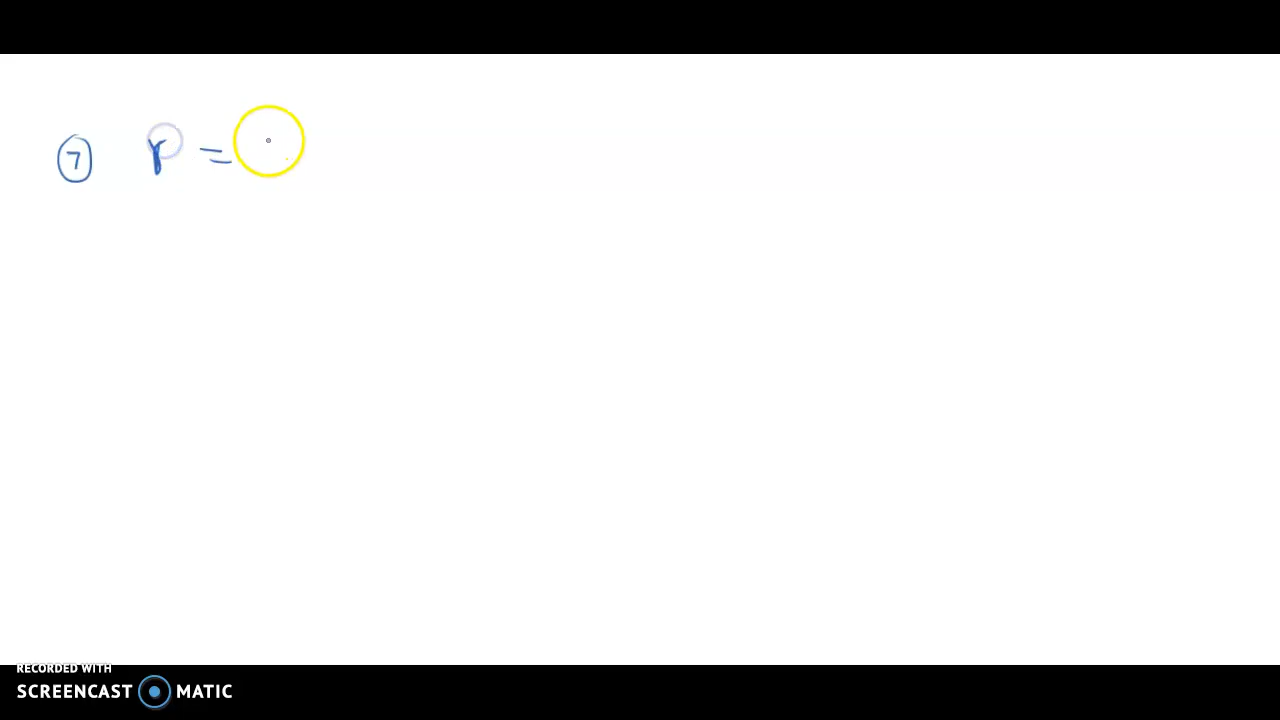 ⑦ r =
RECORDED WITH
SCREENCAST MATIC